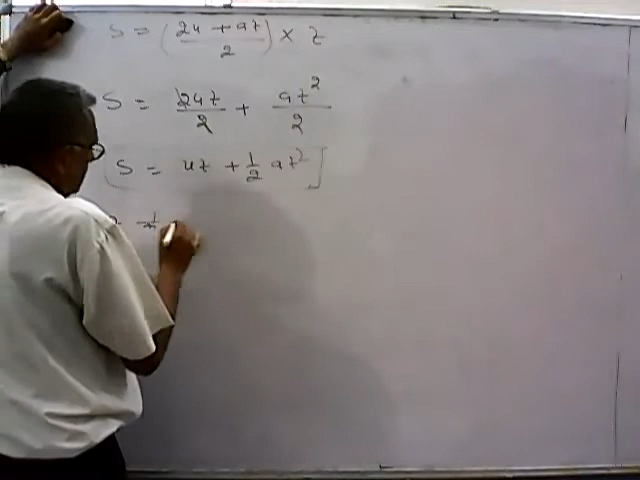 S = (2u + at / 2) × t
S = 2ut/2 + at²/2
[S = ut + 1/2 at²]